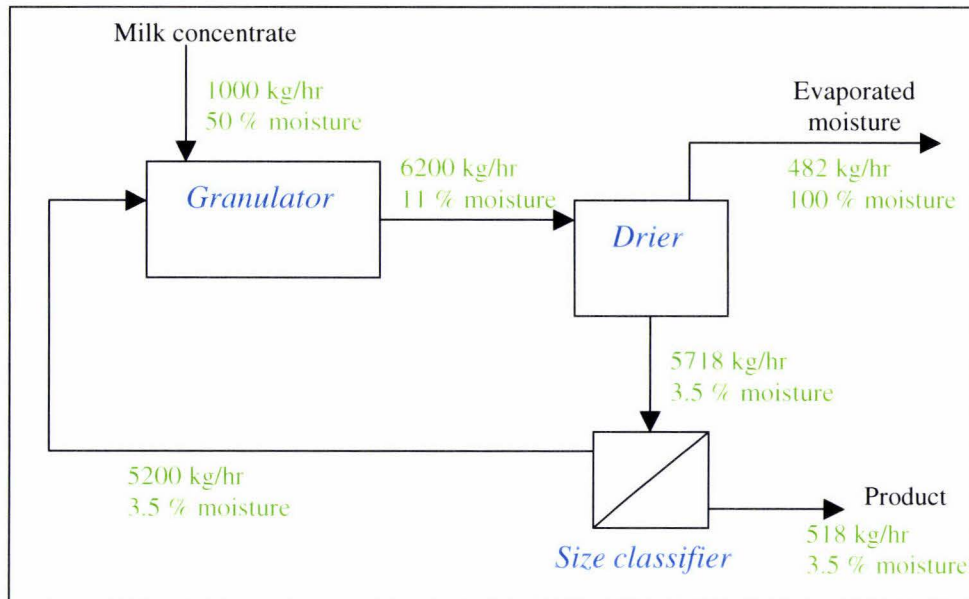 Milk concentrate
1000 kg/hr
50 % moisture
Evaporated
moisture
6200 kg/hr
11 % moisture
482 kg/hr
100 % moisture
Granulator
Drier
5718 kg/hr
3.5 % moisture
5200 kg/hr
3.5 % moisture
Product
518 kg/hr
3.5 % moisture
Size classifier